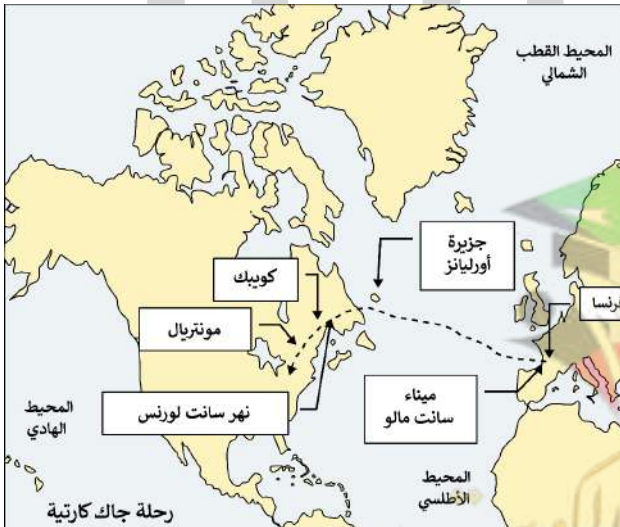 المحيط القطب
الشمالي
جزيرة
أورليانز
كويبك
فرنسا
مونتريال
ميناء
سانت مالو
نهر سانت لورنس
المحيط
الهادي
المحيط
الأطلسي
رحلة جاك كارتية